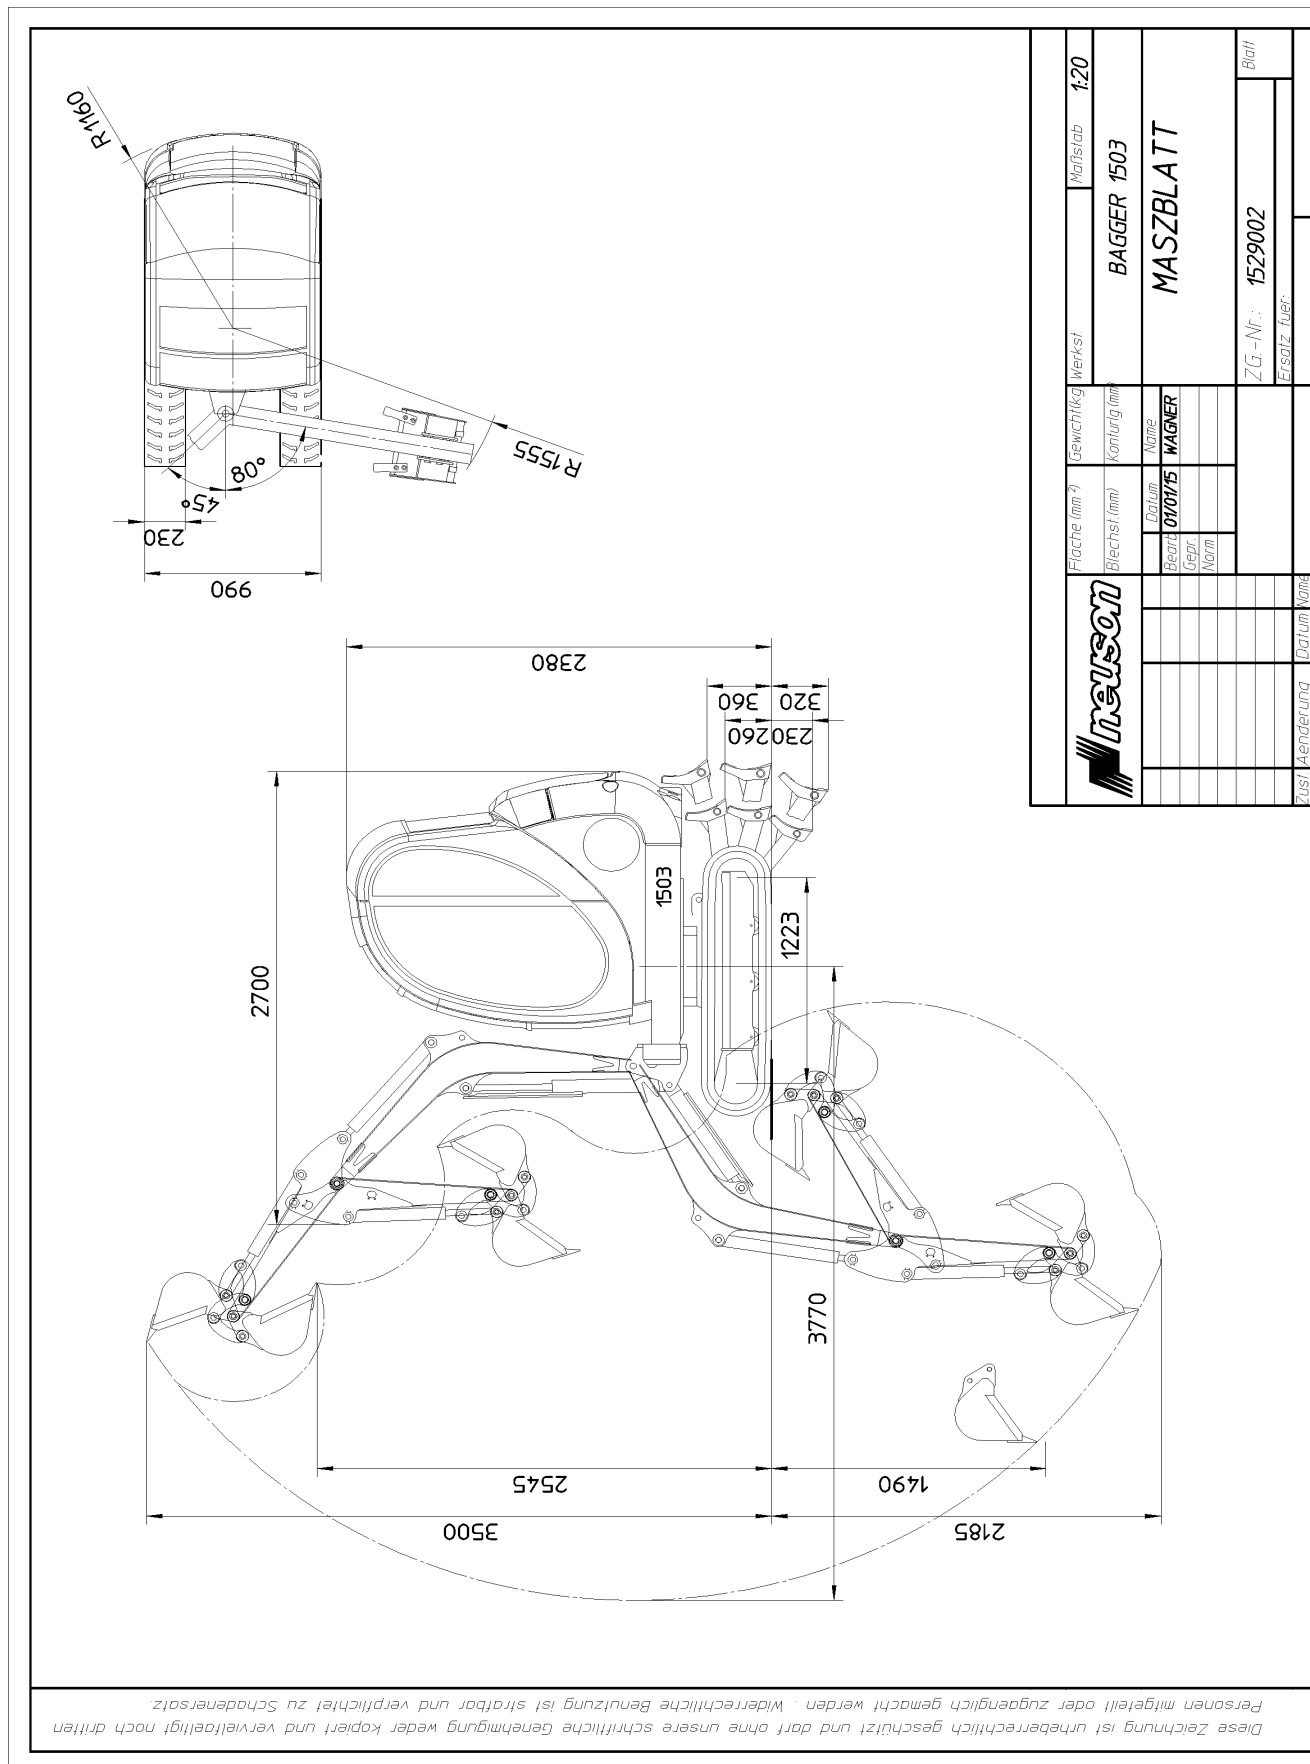 R1160
R1555
80°
45°
230
990
2380
360
320
260
230
2700
1503
1223
3770
2545
1490
3500
2185
Maßstab 1:20
Werkst.
Gewicht(kg)
Fläche (mm²)
BAGGER 1503
Konturlg.(mm)
Blechst.(mm)
MASZBLATT
Datum Name
Bearb. 01/01/15 WAGNER
Gepr.
Norm
ZG.-Nr.: 1529002
Blatt
Ersatz fuer:
neuson
Zust. Aenderung Datum Name
Diese Zeichnung ist urheberrechtlich geschützt und darf ohne unsere schriftliche Genehmigung weder kopiert und vervielfaeltigt noch dritten
Personen mitgeteilt oder zugaenglich gemacht werden . Widerrechtliche Benutzung ist strafbar und verpflichtet zu Schadenersatz.